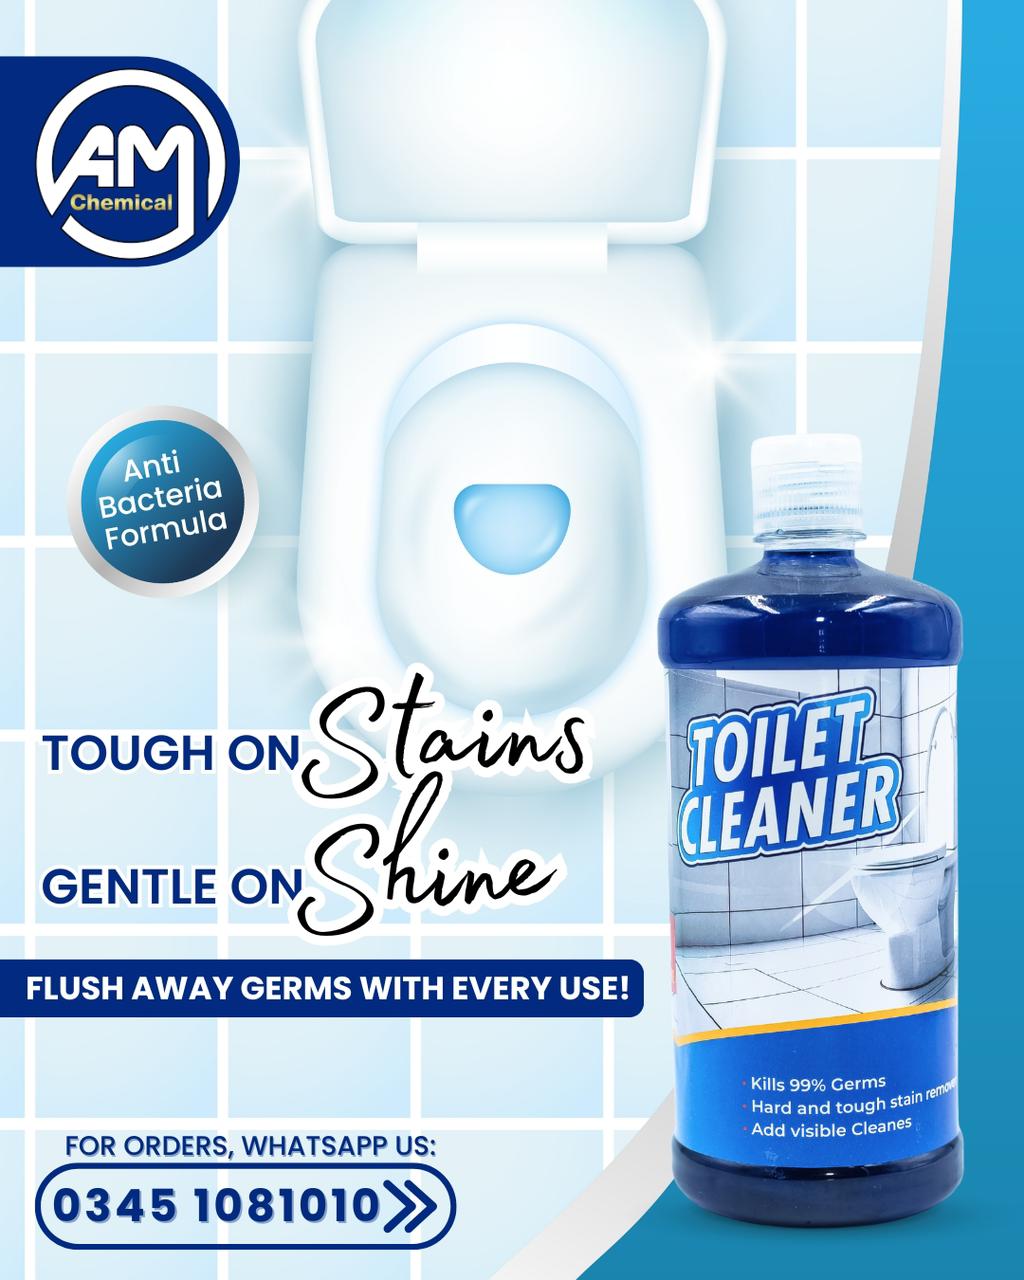 AM
Chemical
Anti
Bacteria
Formula
TOUGH ON Stains
GENTLE ON Shine
FLUSH AWAY GERMS WITH EVERY USE!
FOR ORDERS, WHATSAPP US:
0345 1081010
TOILET
CLEANER
· Kills 99% Germs
· Hard and tough stain remove
· Add visible Cleanes